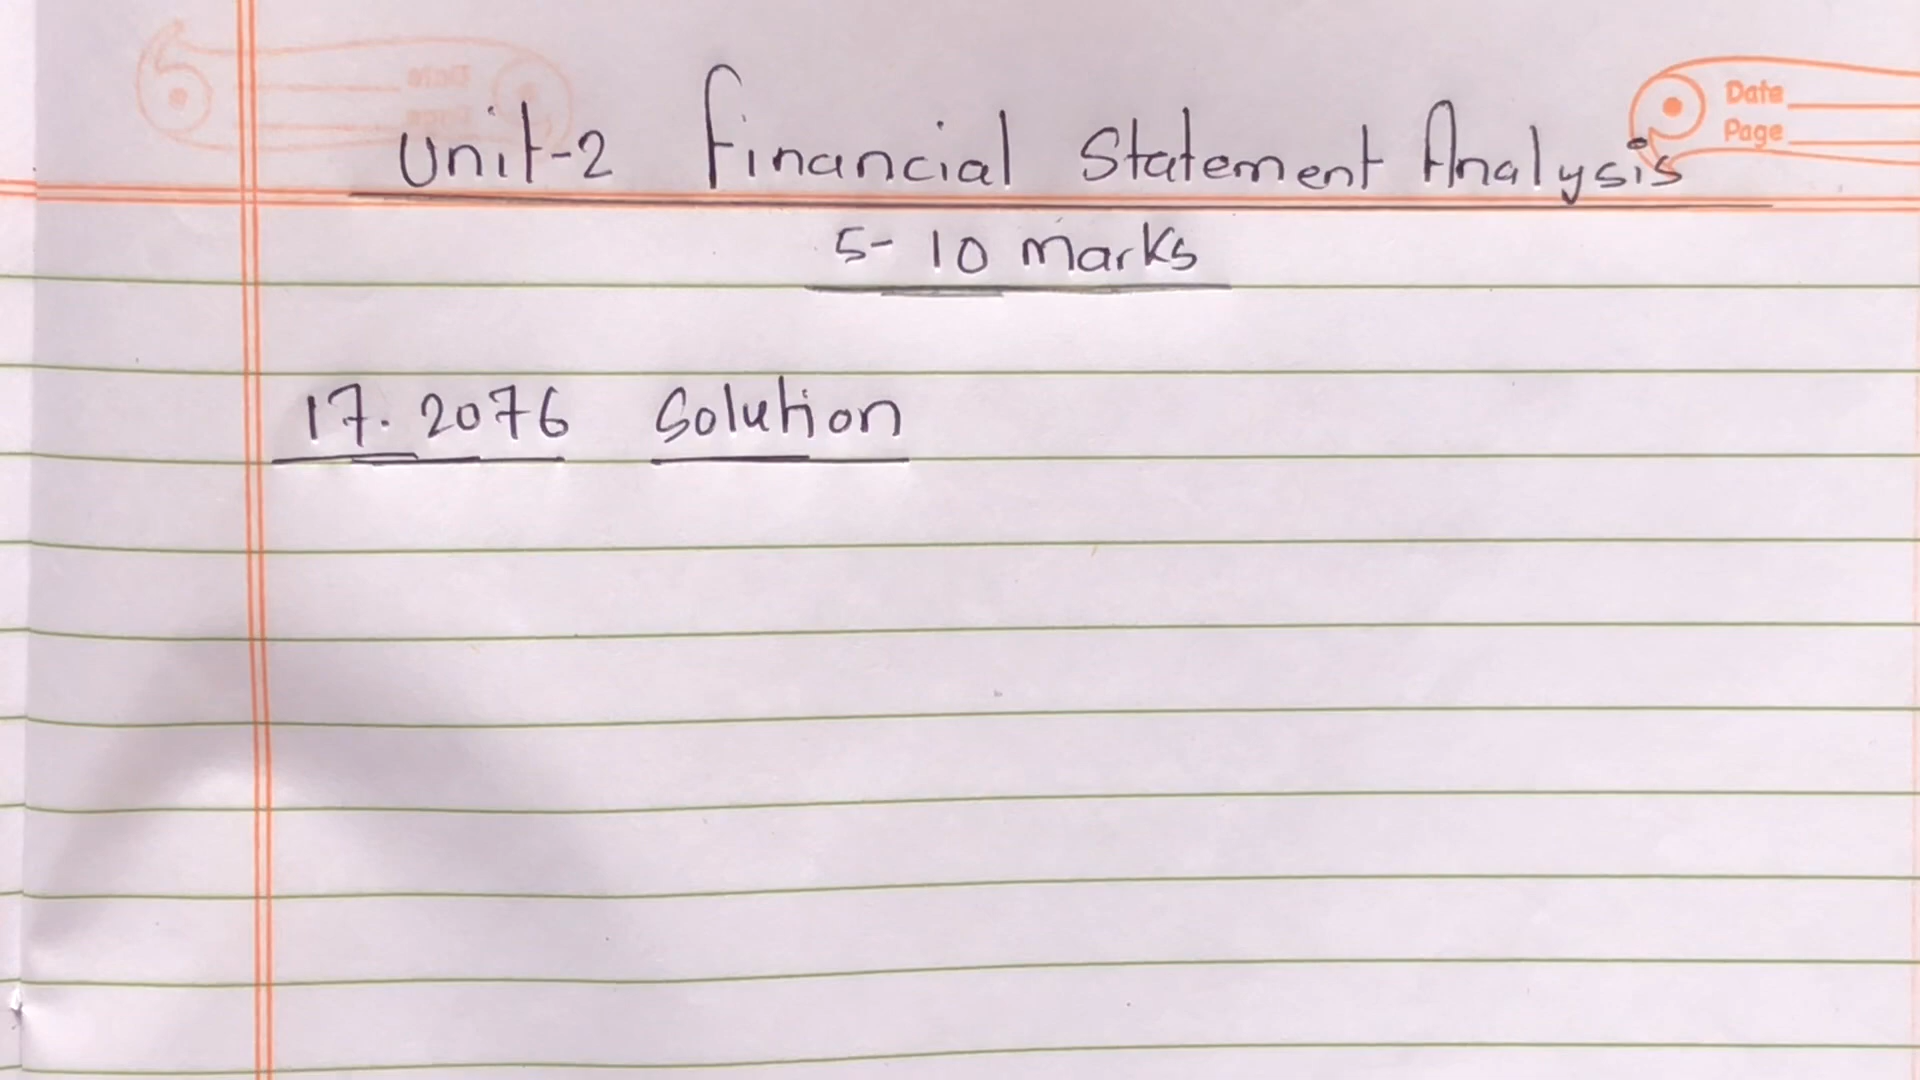 Date
Page
Unit-2 Financial Statement Analysis
5-10 marks
17. 2076 Solution